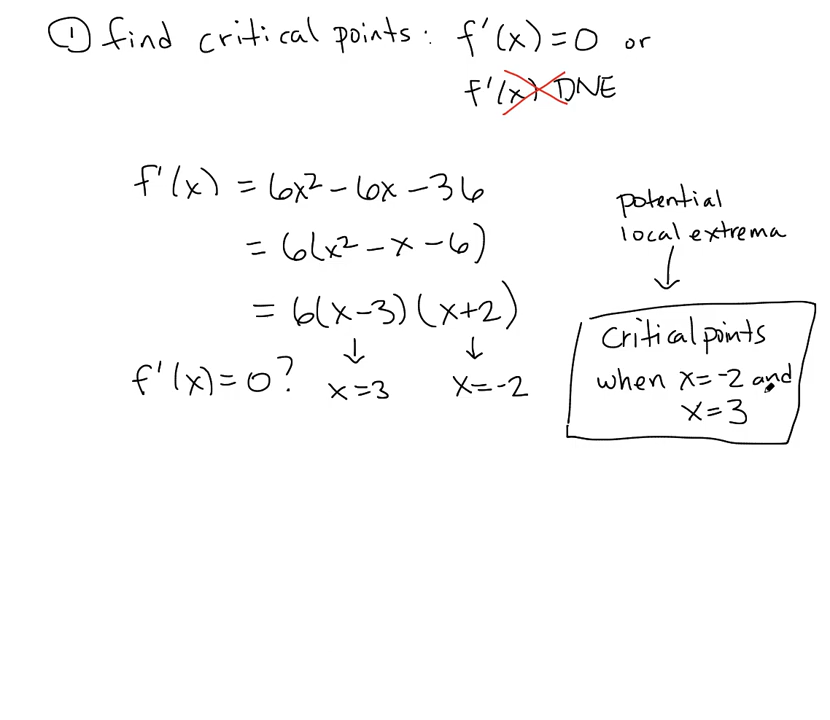 ① find critical points: f'(x) = 0 or
f'(x) DNE
f'(x) = 6x² - 6x - 36
= 6(x² - x - 6)
= 6(x-3)(x+2)
↓ ↓
f'(x) = 0? x=3 x=-2
potential
local extrema
↓
Critical points
when x=-2 and
x=3